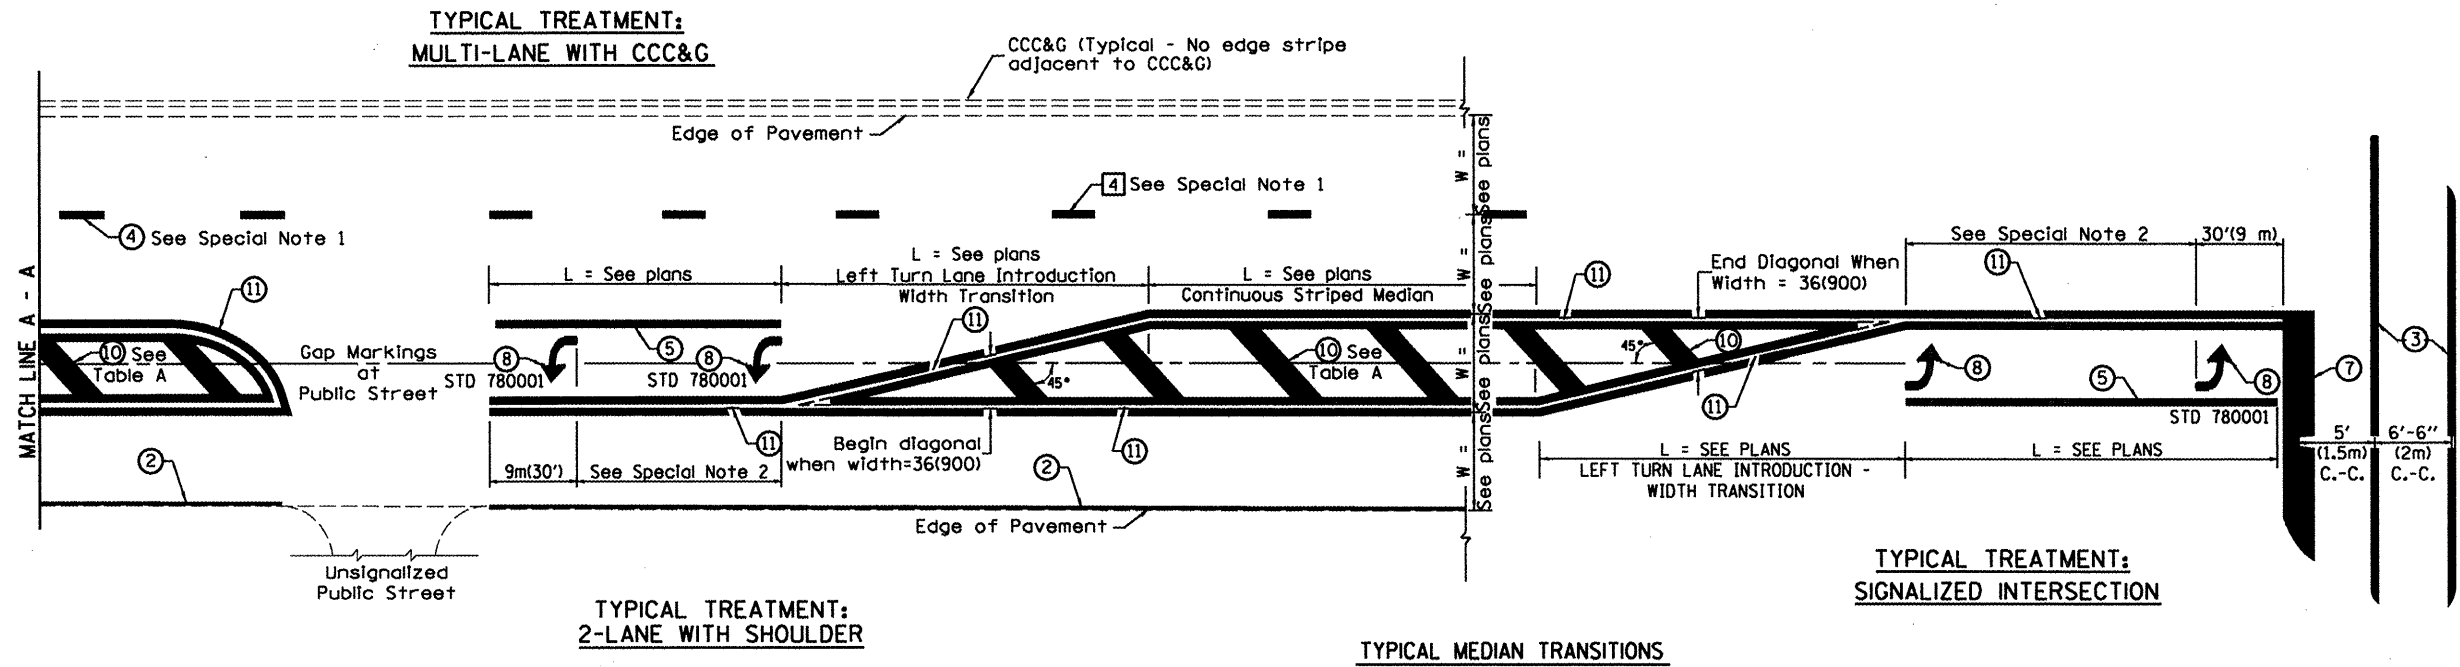 TYPICAL TREATMENT:
MULTI-LANE WITH CCC&G
CCC&G (Typical - No edge stripe
adjacent to CCC&G)
Edge of Pavement
W =
See plans
4 See Special Note 1
4 See Special Note 1
MATCH LINE A - A
11
L = See plans
L = See plans
Left Turn Lane Introduction
Width Transition
L = See plans
Continuous Striped Median
W =
See plans
11
End Diagonal When
Width = 36(900)
See Special Note 2
30'(9 m)
11
11
10 See
Table A
Gap Markings
at
Public Street
8
STD 780001
5
8
STD 780001
45°
10 See
Table A
W =
See plans
45°
10
11
8
5
8
STD 780001
7
3
2
11
9m(30')
See Special Note 2
Begin diagonal
when width=36(900)
11
2
W =
See plans
L = SEE PLANS
LEFT TURN LANE INTRODUCTION -
WIDTH TRANSITION
L = SEE PLANS
5'
(1.5m)
C.-C.
6'-6"
(2m)
C.-C.
Edge of Pavement
Unsignalized
Public Street
TYPICAL TREATMENT:
2-LANE WITH SHOULDER
TYPICAL TREATMENT:
SIGNALIZED INTERSECTION
TYPICAL MEDIAN TRANSITIONS